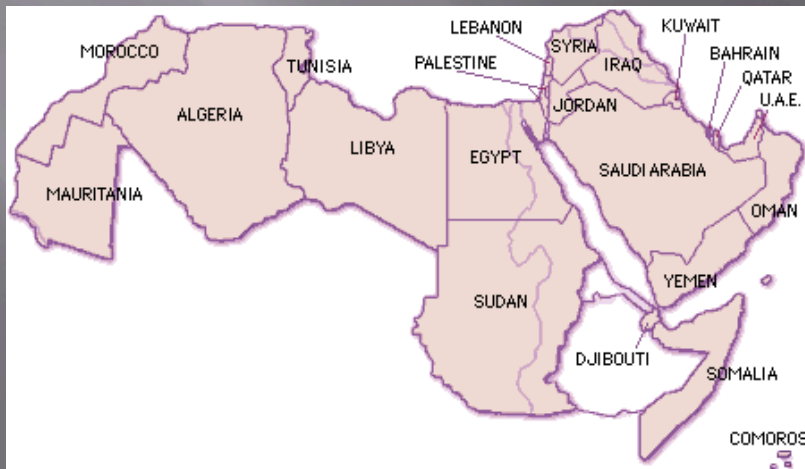 LEBANON
KUWAIT
MOROCCO
SYRIA
BAHRAIN
PALESTINE
TUNISIA
IRAQ
QATAR
U.A.E.
JORDAN
ALGERIA
LIBYA
EGYPT
SAUDI ARABIA
MAURITANIA
OMAN
YEMEN
SUDAN
DJIBOUTI
SOMALIA
COMOROS